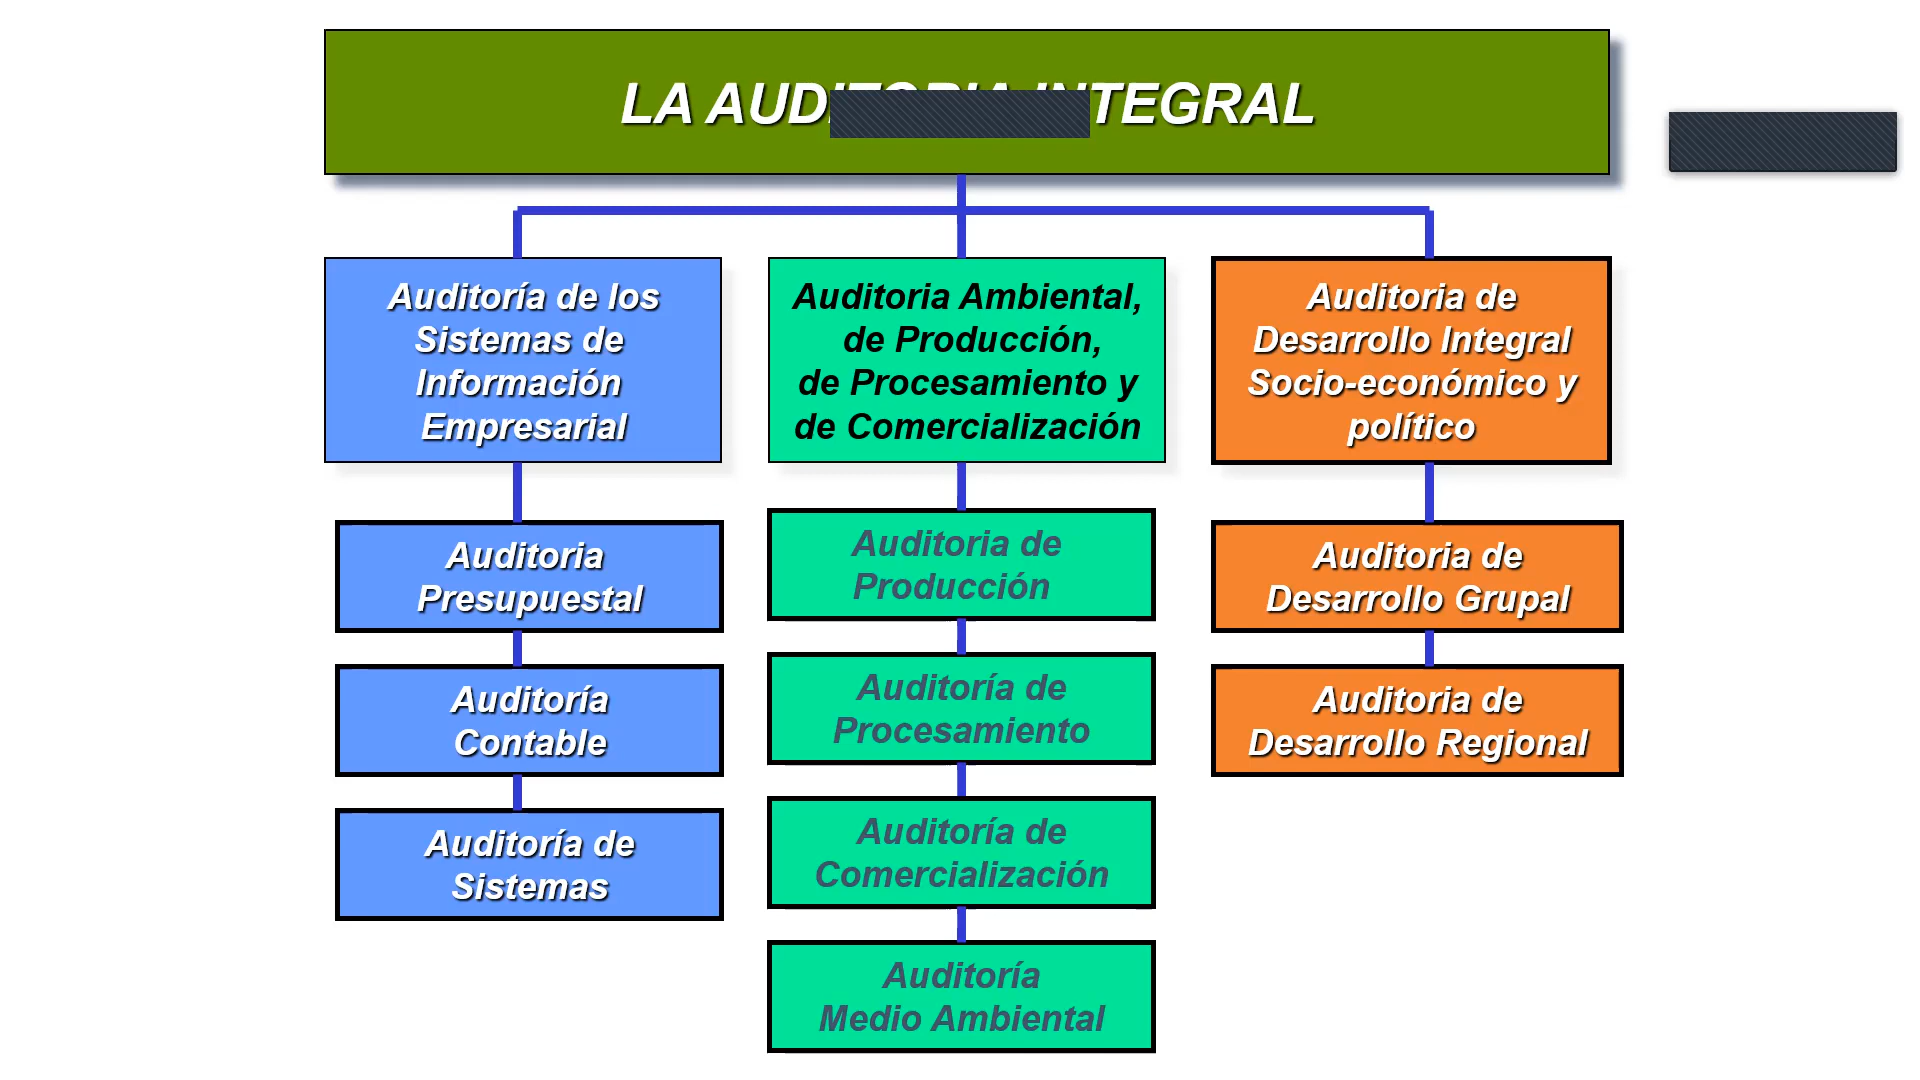 LA AUDITORIA INTEGRAL
Auditoría de los
Sistemas de
Información
Empresarial
Auditoria Ambiental,
de Producción,
de Procesamiento y
de Comercialización
Auditoria de
Desarrollo Integral
Socio-económico y
político
Auditoria
Presupuestal
Auditoría
Contable
Auditoría de
Sistemas
Auditoria de
Producción
Auditoría de
Procesamiento
Auditoría de
Comercialización
Auditoría
Medio Ambiental
Auditoria de
Desarrollo Grupal
Auditoria de
Desarrollo Regional